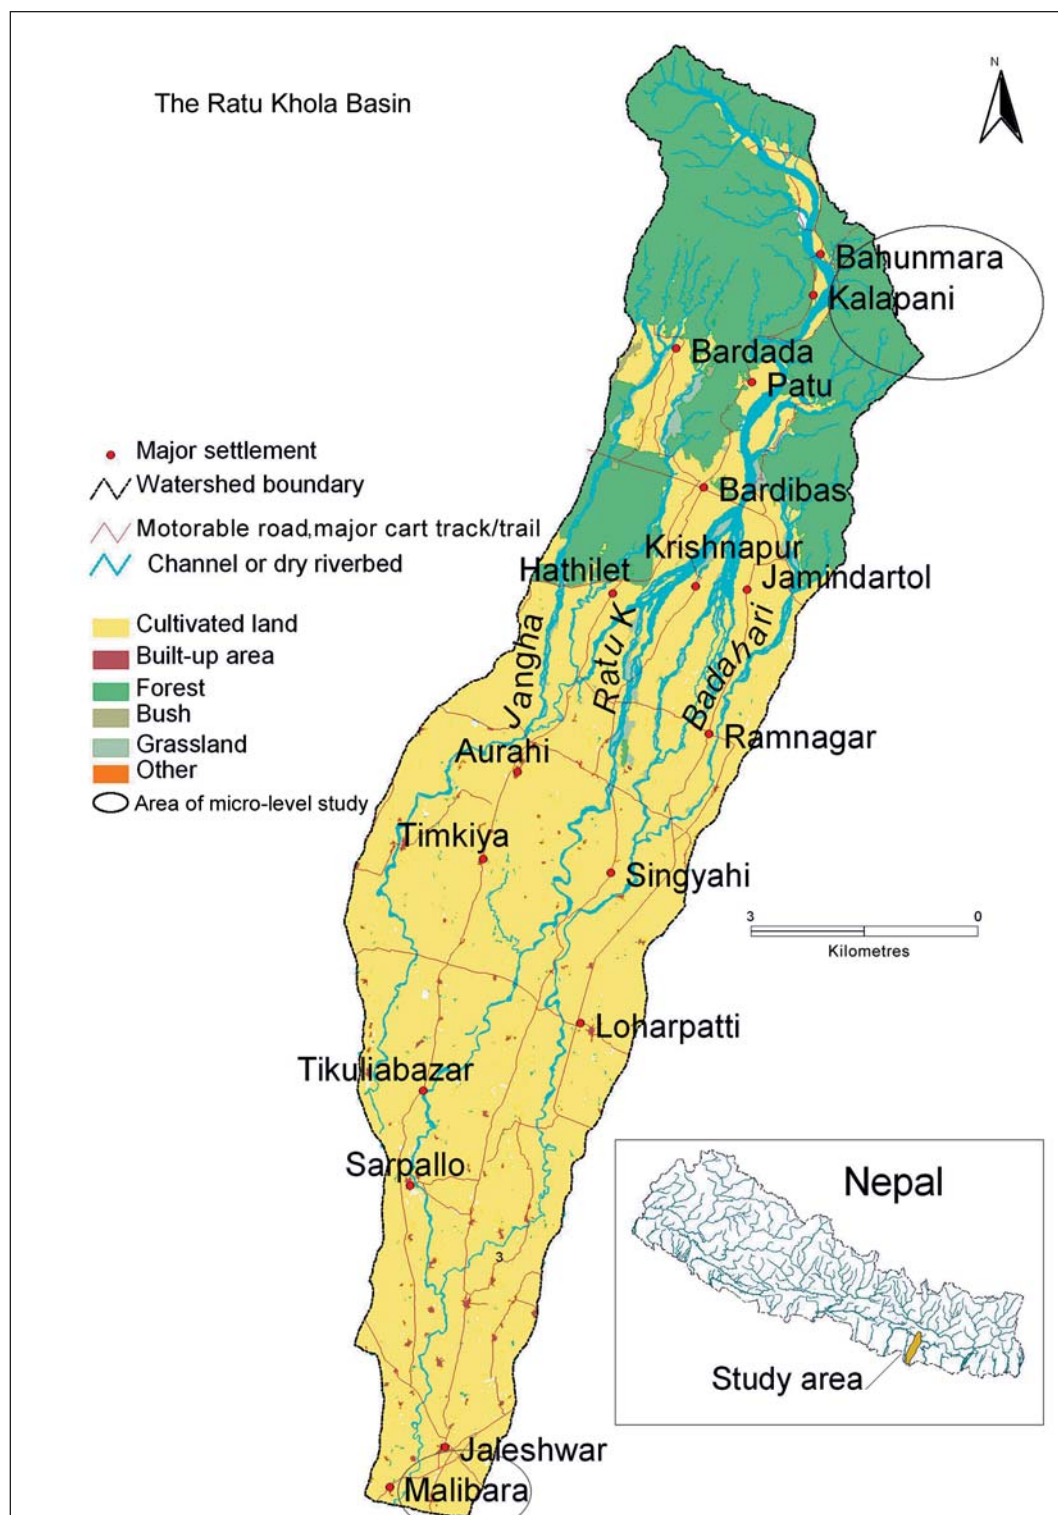 N
The Ratu Khola Basin
Bahunmara
Kalapani
Bardada
Patu
Major settlement
Watershed boundary
Motorable road,major cart track/trail
Channel or dry riverbed
Bardibas
Krishnapur
Hathilet
Jamindartol
Cultivated land
Built-up area
Forest
Bush
Grassland
Other
Area of micro-level study
Jangha
Ratu K
Badahari
Ramnagar
Aurahi
Timkiya
Singyahi
3 0
Kilometres
Loharpatti
Tikuliabazar
Sarpallo
Nepal
3
Study area
Jaleshwar
Malibara